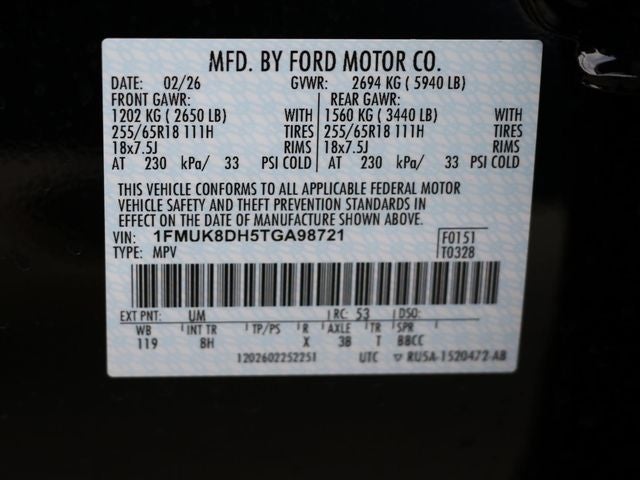 MFD. BY FORD MOTOR CO.
DATE: 02/26 GVWR: 2694 KG ( 5940 LB)
FRONT GAWR: REAR GAWR:
1202 KG ( 2650 LB) WITH 1560 KG ( 3440 LB) WITH
255/65R18 111H TIRES 255/65R18 111H TIRES
18x7.5J RIMS 18x7.5J RIMS
AT 230 kPa/ 33 PSI COLD AT 230 kPa/ 33 PSI COLD
THIS VEHICLE CONFORMS TO ALL APPLICABLE FEDERAL MOTOR
VEHICLE SAFETY AND THEFT PREVENTION STANDARDS IN
EFFECT ON THE DATE OF MANUFACTURE SHOWN ABOVE.
VIN: 1FMUK8DH5TGA98721 F0151
TYPE: MPV T0328
EXT PNT: UM RC: 53 DSO:
WB INT TR TP/PS R AXLE TR SPR
119 8H X 3B T BBCC
1202602252251 UTC ▽ RU5A-1520472-AB